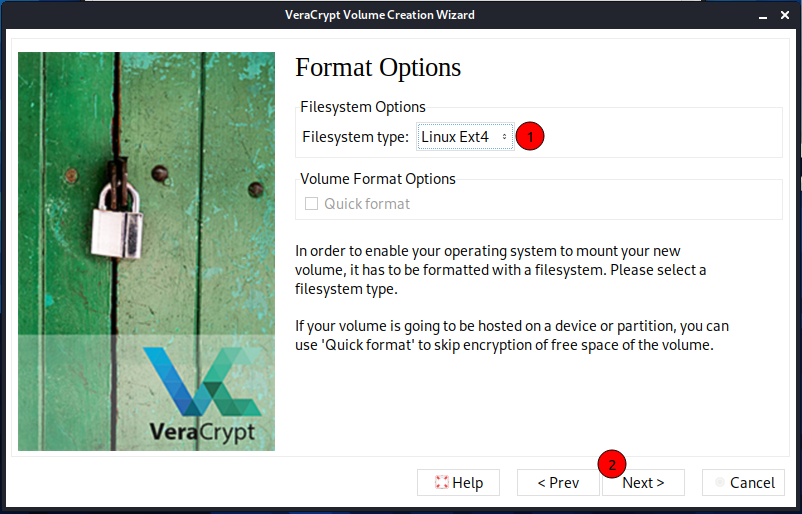 VeraCrypt Volume Creation Wizard
Format Options
Filesystem Options
Filesystem type: Linux Ext4 1
Volume Format Options
Quick format
In order to enable your operating system to mount your new
volume, it has to be formatted with a filesystem. Please select a
filesystem type.
If your volume is going to be hosted on a device or partition, you can
use 'Quick format' to skip encryption of free space of the volume.
VeraCrypt
2
Help < Prev Next > Cancel